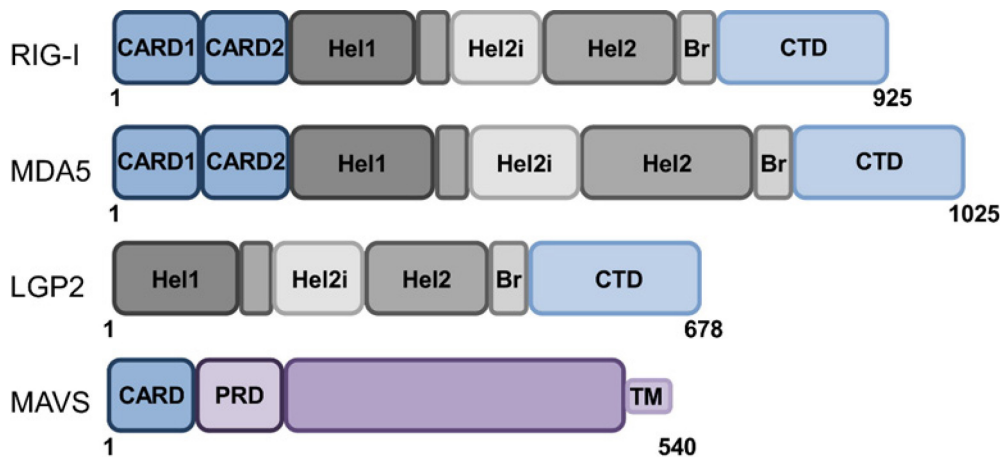 RIG-I CARD1 CARD2 Hel1 Hel2i Hel2 Br CTD
1 925
MDA5 CARD1 CARD2 Hel1 Hel2i Hel2 Br CTD
1 1025
LGP2 Hel1 Hel2i Hel2 Br CTD
1 678
MAVS CARD PRD TM
1 540